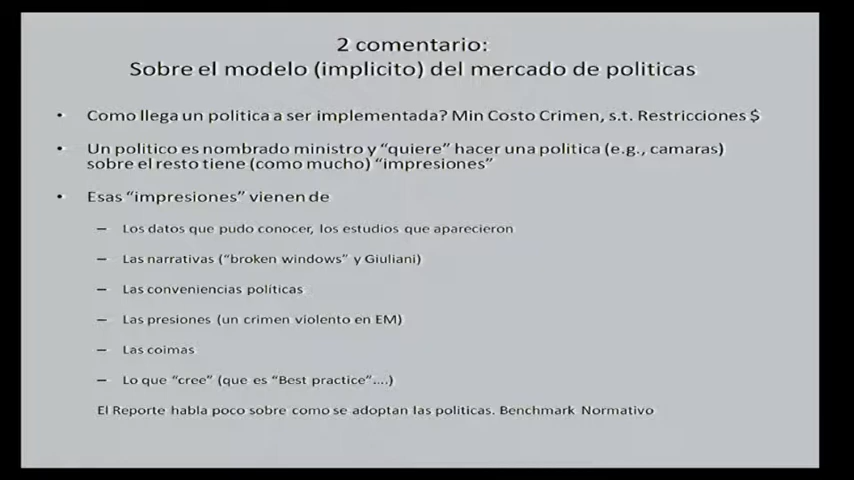 2 comentario:
Sobre el modelo (implicito) del mercado de politicas
• Como llega un politica a ser implementada? Min Costo Crimen, s.t. Restricciones $
• Un politico es nombrado ministro y “quiere” hacer una politica (e.g., camaras)
sobre el resto tiene (como mucho) “impresiones”
• Esas “impresiones” vienen de
– Los datos que pudo conocer, los estudios que aparecieron
– Las narrativas (“broken windows” y Giuliani)
– Las conveniencias políticas
– Las presiones (un crimen violento en EM)
– Las coimas
– Lo que “cree” (que es “Best practice”....)
El Reporte habla poco sobre como se adoptan las politicas. Benchmark Normativo